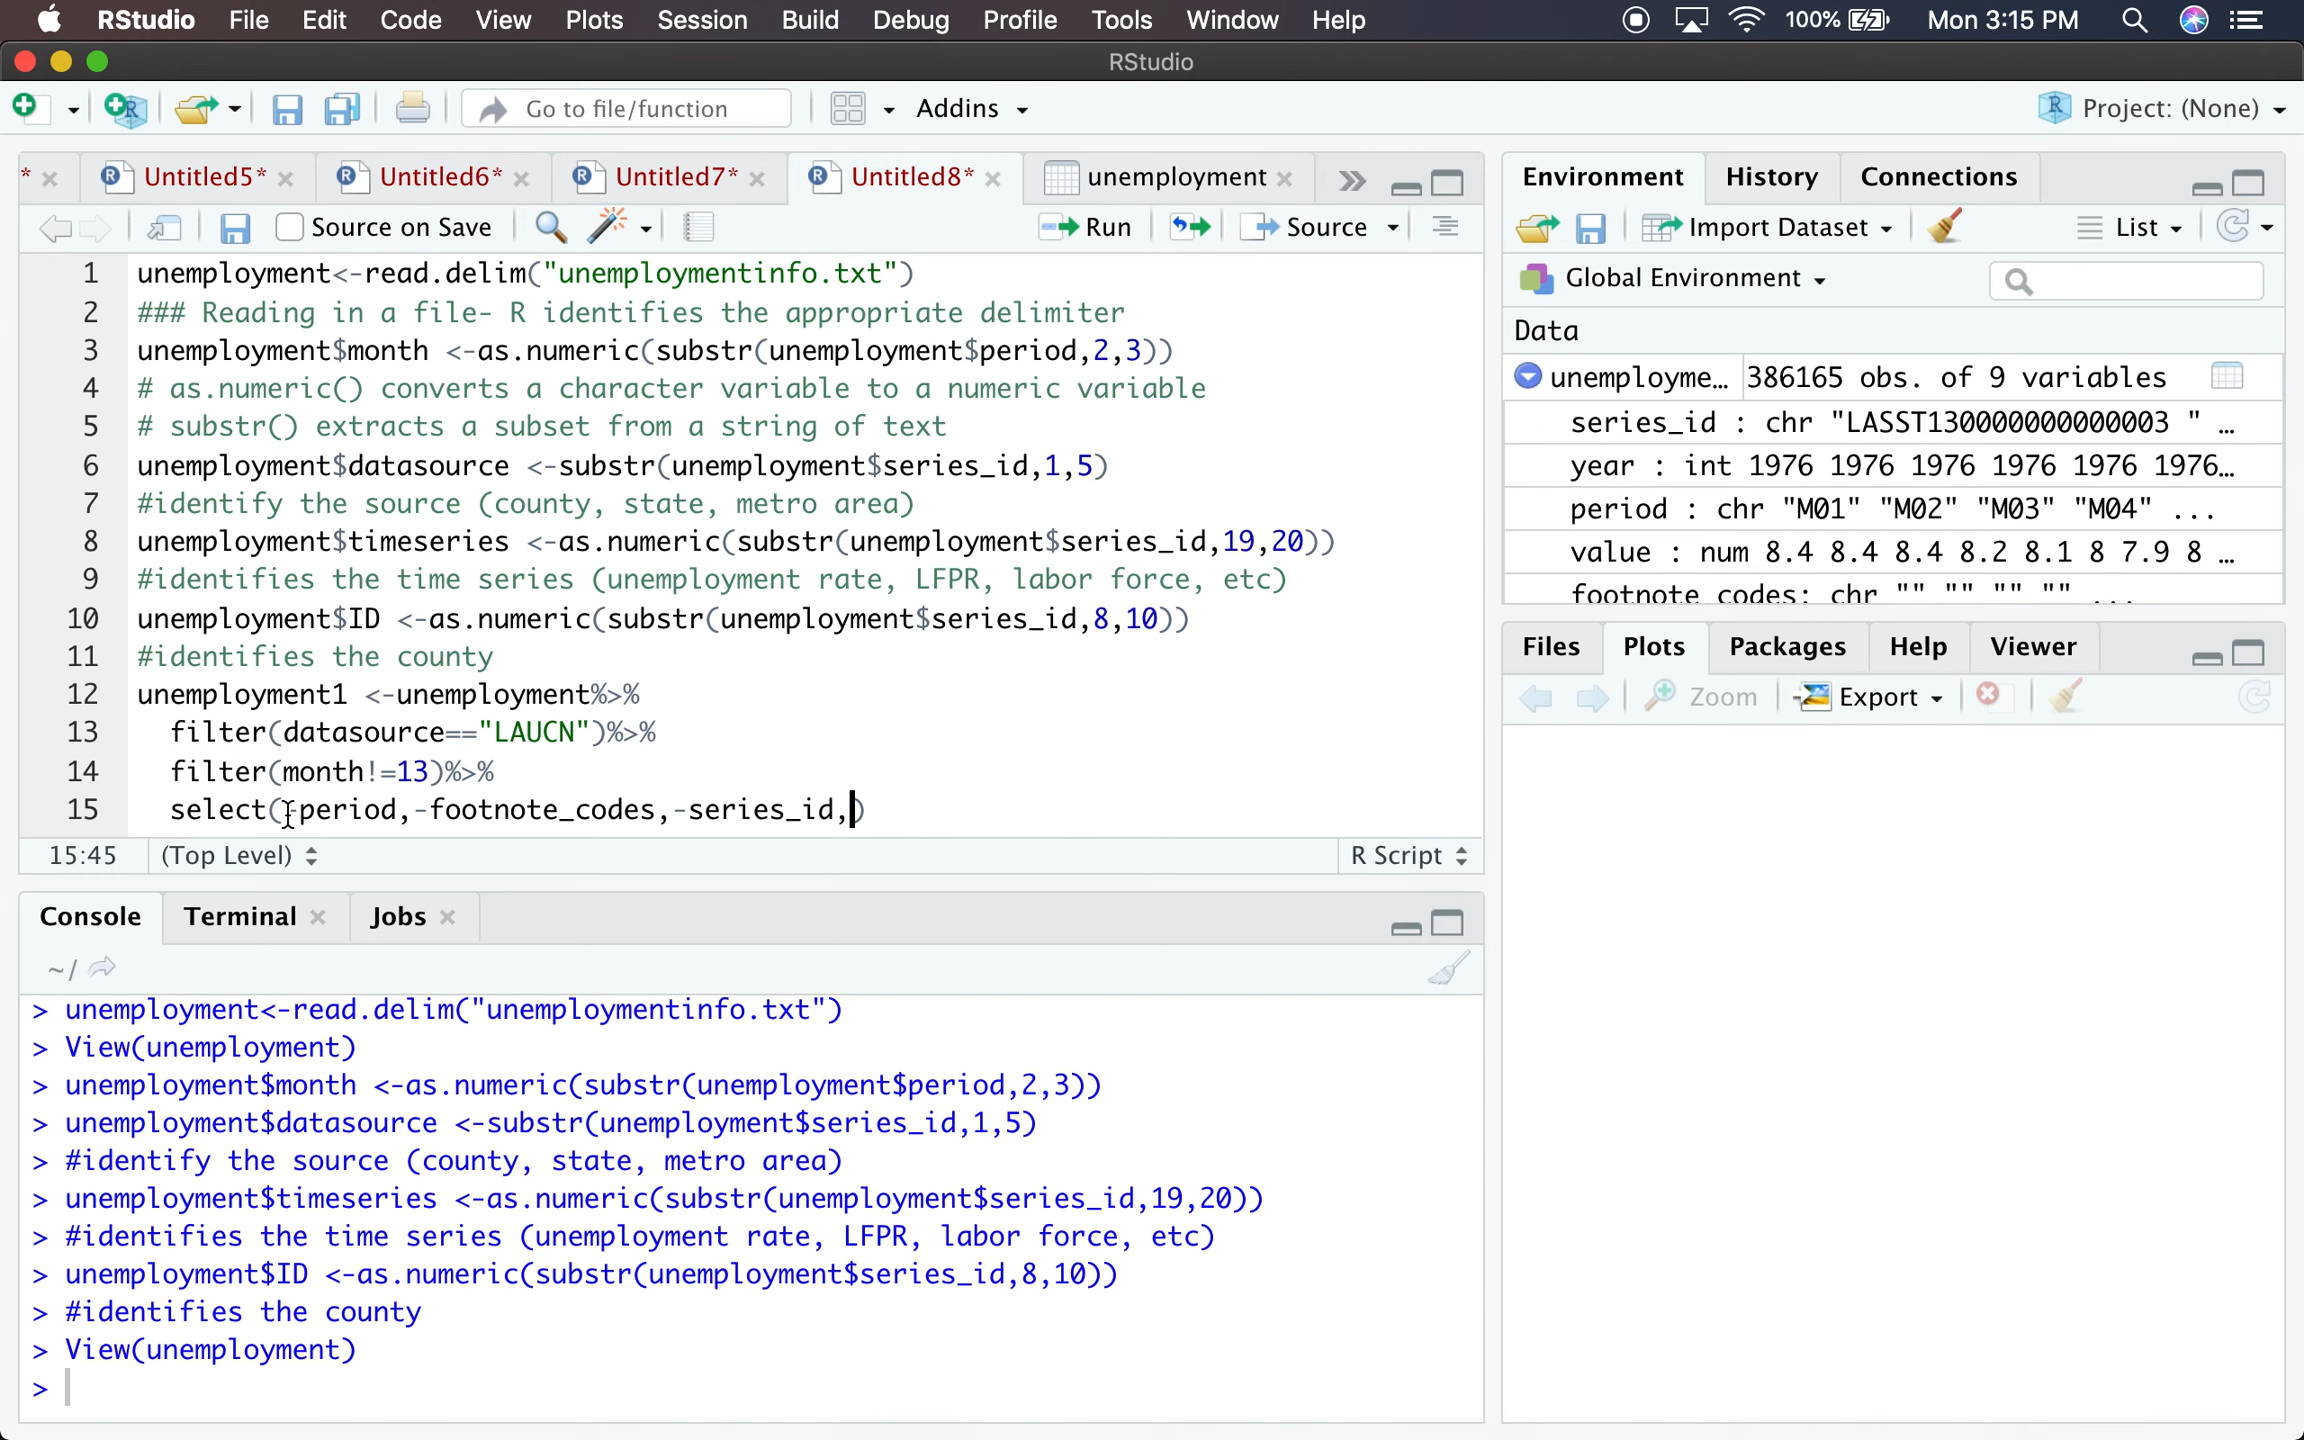 RStudio File Edit Code View Plots Session Build Debug Profile Tools Window Help 100% Mon 3:15 PM
RStudio
Go to file/function Addins Project: (None)
* Untitled5* Untitled6* Untitled7* Untitled8* unemployment
Source on Save Run Source
1 unemployment<-read.delim("unemploymentinfo.txt")
2 ### Reading in a file- R identifies the appropriate delimiter
3 unemployment$month <-as.numeric(substr(unemployment$period,2,3))
4 # as.numeric() converts a character variable to a numeric variable
5 # substr() extracts a subset from a string of text
6 unemployment$datasource <-substr(unemployment$series_id,1,5)
7 #identify the source (county, state, metro area)
8 unemployment$timeseries <-as.numeric(substr(unemployment$series_id,19,20))
9 #identifies the time series (unemployment rate, LFPR, labor force, etc)
10 unemployment$ID <-as.numeric(substr(unemployment$series_id,8,10))
11 #identifies the county
12 unemployment1 <-unemployment%>%
13 filter(datasource=="LAUCN")%>%
14 filter(month!=13)%>%
15 select(-period,-footnote_codes,-series_id,)
15:45 (Top Level) R Script
Console Terminal Jobs
~/
> unemployment<-read.delim("unemploymentinfo.txt")
> View(unemployment)
> unemployment$month <-as.numeric(substr(unemployment$period,2,3))
> unemployment$datasource <-substr(unemployment$series_id,1,5)
> #identify the source (county, state, metro area)
> unemployment$timeseries <-as.numeric(substr(unemployment$series_id,19,20))
> #identifies the time series (unemployment rate, LFPR, labor force, etc)
> unemployment$ID <-as.numeric(substr(unemployment$series_id,8,10))
> #identifies the county
> View(unemployment)
>
Environment History Connections
Import Dataset List
Global Environment
Data
unemployme… 386165 obs. of 9 variables
series_id : chr "LASST130000000000003 " …
year : int 1976 1976 1976 1976 1976 1976…
period : chr "M01" "M02" "M03" "M04" ...
value : num 8.4 8.4 8.4 8.2 8.1 8 7.9 8 …
footnote_codes: chr "" "" "" "" ...
Files Plots Packages Help Viewer
Zoom Export